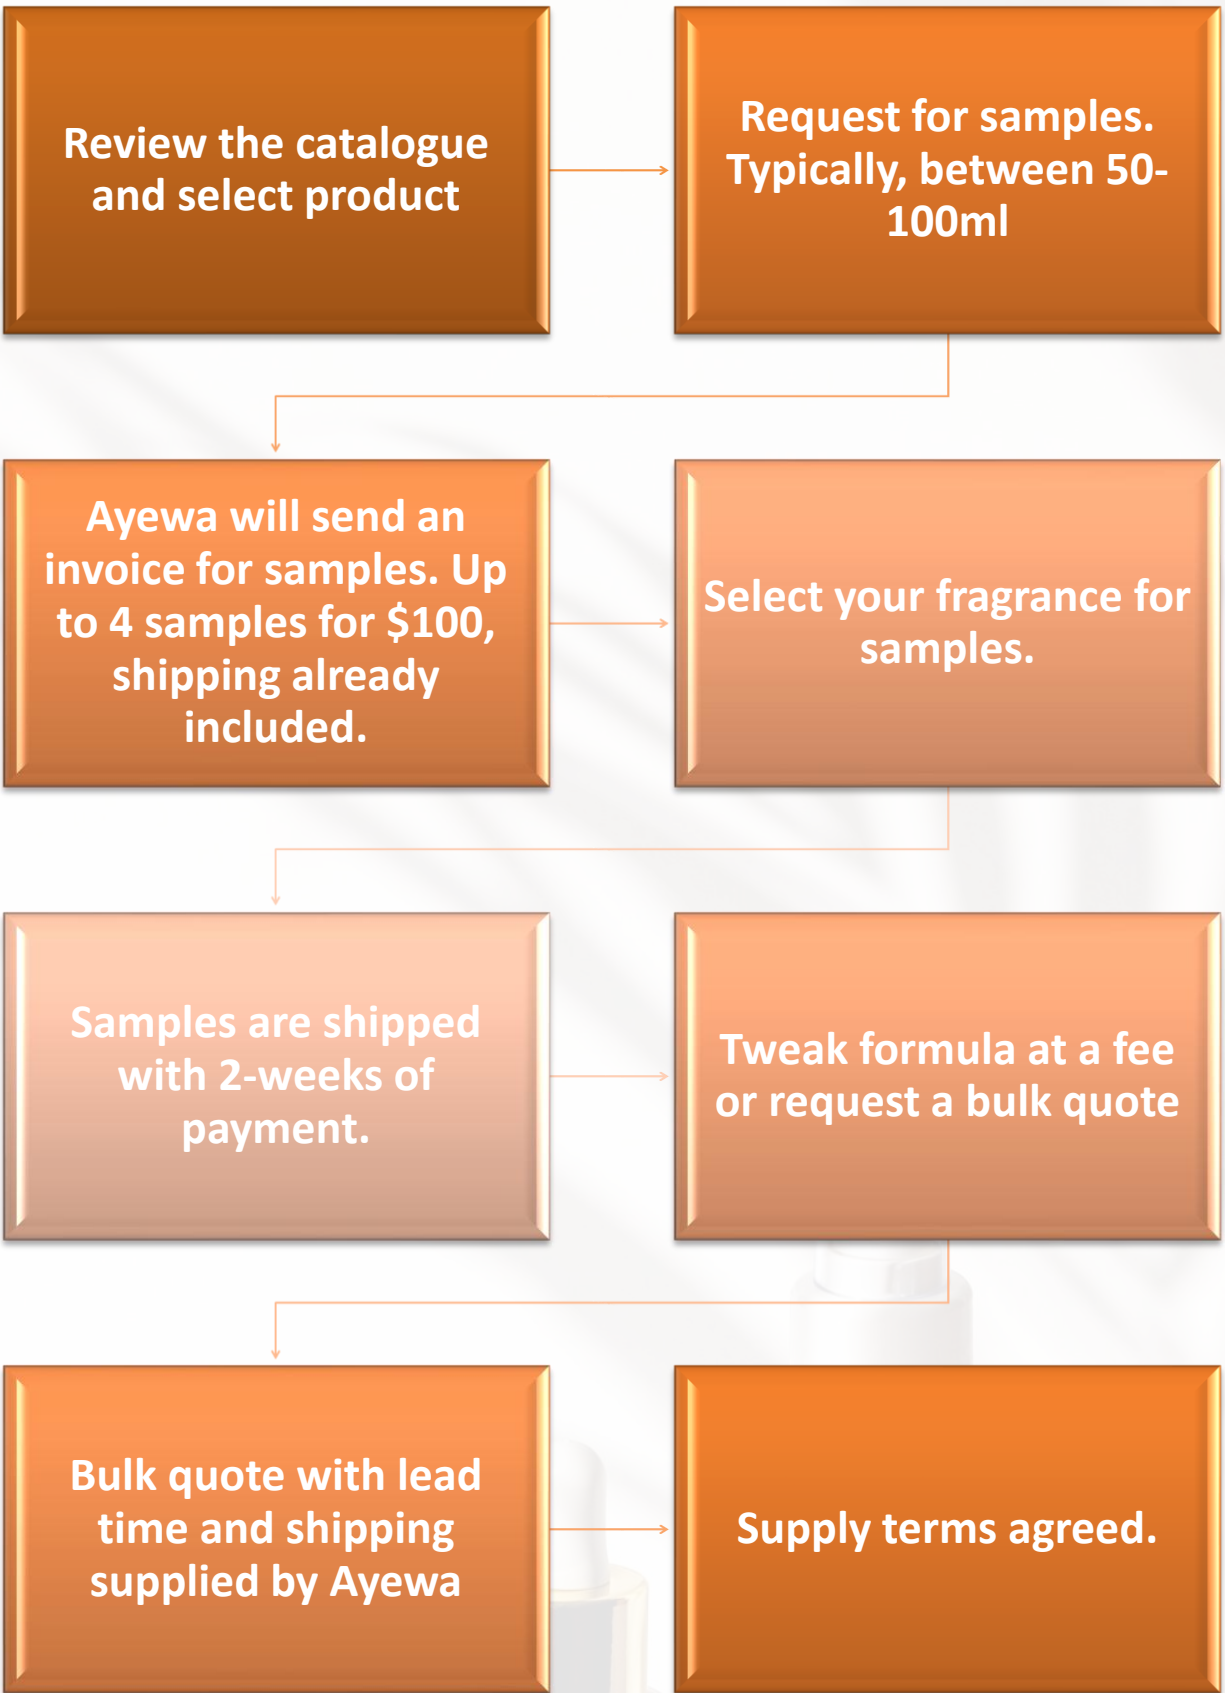 Review the catalogue
and select product
Request for samples.
Typically, between 50-
100ml
Ayewa will send an
invoice for samples. Up
to 4 samples for $100,
shipping already
included.
Select your fragrance for
samples.
Samples are shipped
with 2-weeks of
payment.
Tweak formula at a fee
or request a bulk quote
Bulk quote with lead
time and shipping
supplied by Ayewa
Supply terms agreed.